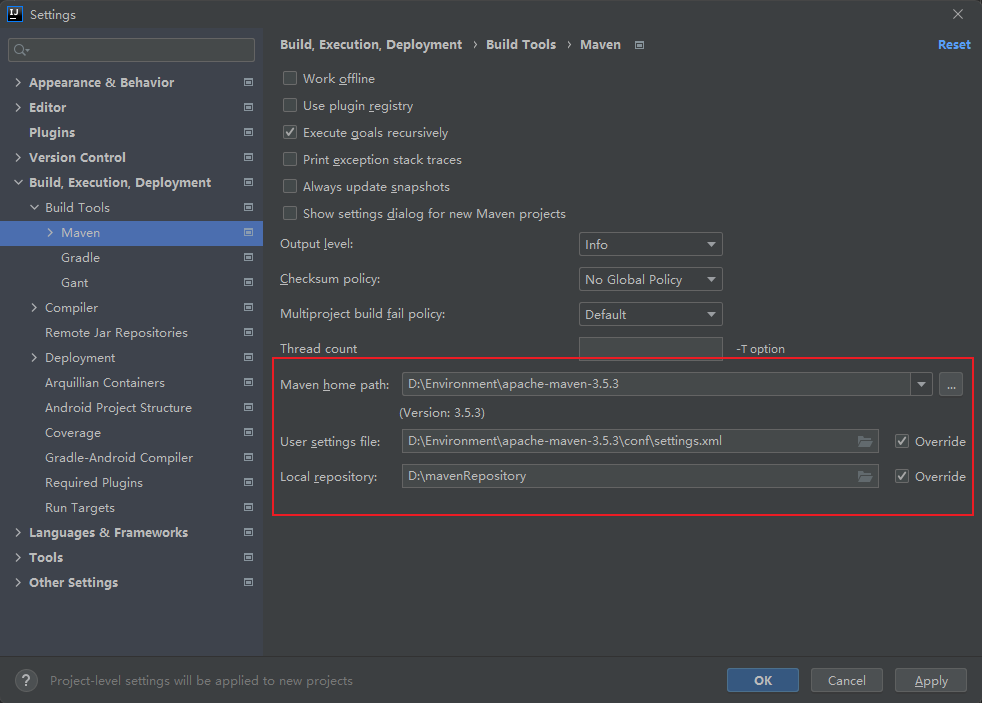 Settings
Build, Execution, Deployment › Build Tools › Maven
Reset
Appearance & Behavior
Editor
Plugins
Version Control
Build, Execution, Deployment
Build Tools
Maven
Gradle
Gant
Compiler
Remote Jar Repositories
Deployment
Arquillian Containers
Android Project Structure
Coverage
Gradle-Android Compiler
Required Plugins
Run Targets
Languages & Frameworks
Tools
Other Settings
Work offline
Use plugin registry
Execute goals recursively
Print exception stack traces
Always update snapshots
Show settings dialog for new Maven projects
Output level: Info
Checksum policy: No Global Policy
Multiproject build fail policy: Default
Thread count -T option
Maven home path: D:\Environment\apache-maven-3.5.3 ...
(Version: 3.5.3)
User settings file: D:\Environment\apache-maven-3.5.3\conf\settings.xml Override
Local repository: D:\mavenRepository Override
? Project-level settings will be applied to new projects
OK Cancel Apply